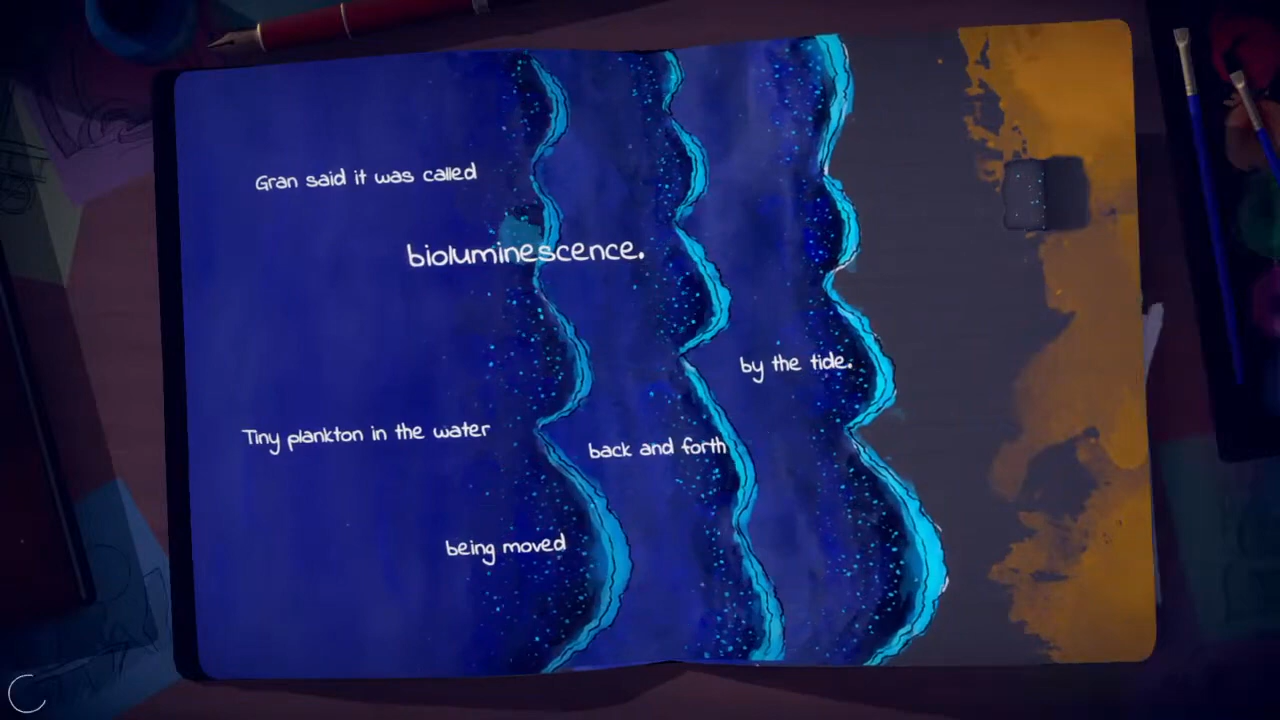 Gran said it was called
bioluminescence.
Tiny plankton in the water
being moved
back and forth
by the tide.